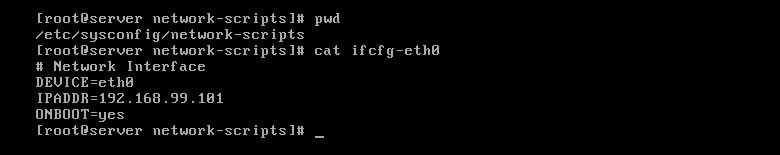 [root@server network-scripts]# pwd
/etc/sysconfig/network-scripts
[root@server network-scripts]# cat ifcfg-eth0
# Network Interface
DEVICE=eth0
IPADDR=192.168.99.101
ONBOOT=yes
[root@server network-scripts]# _